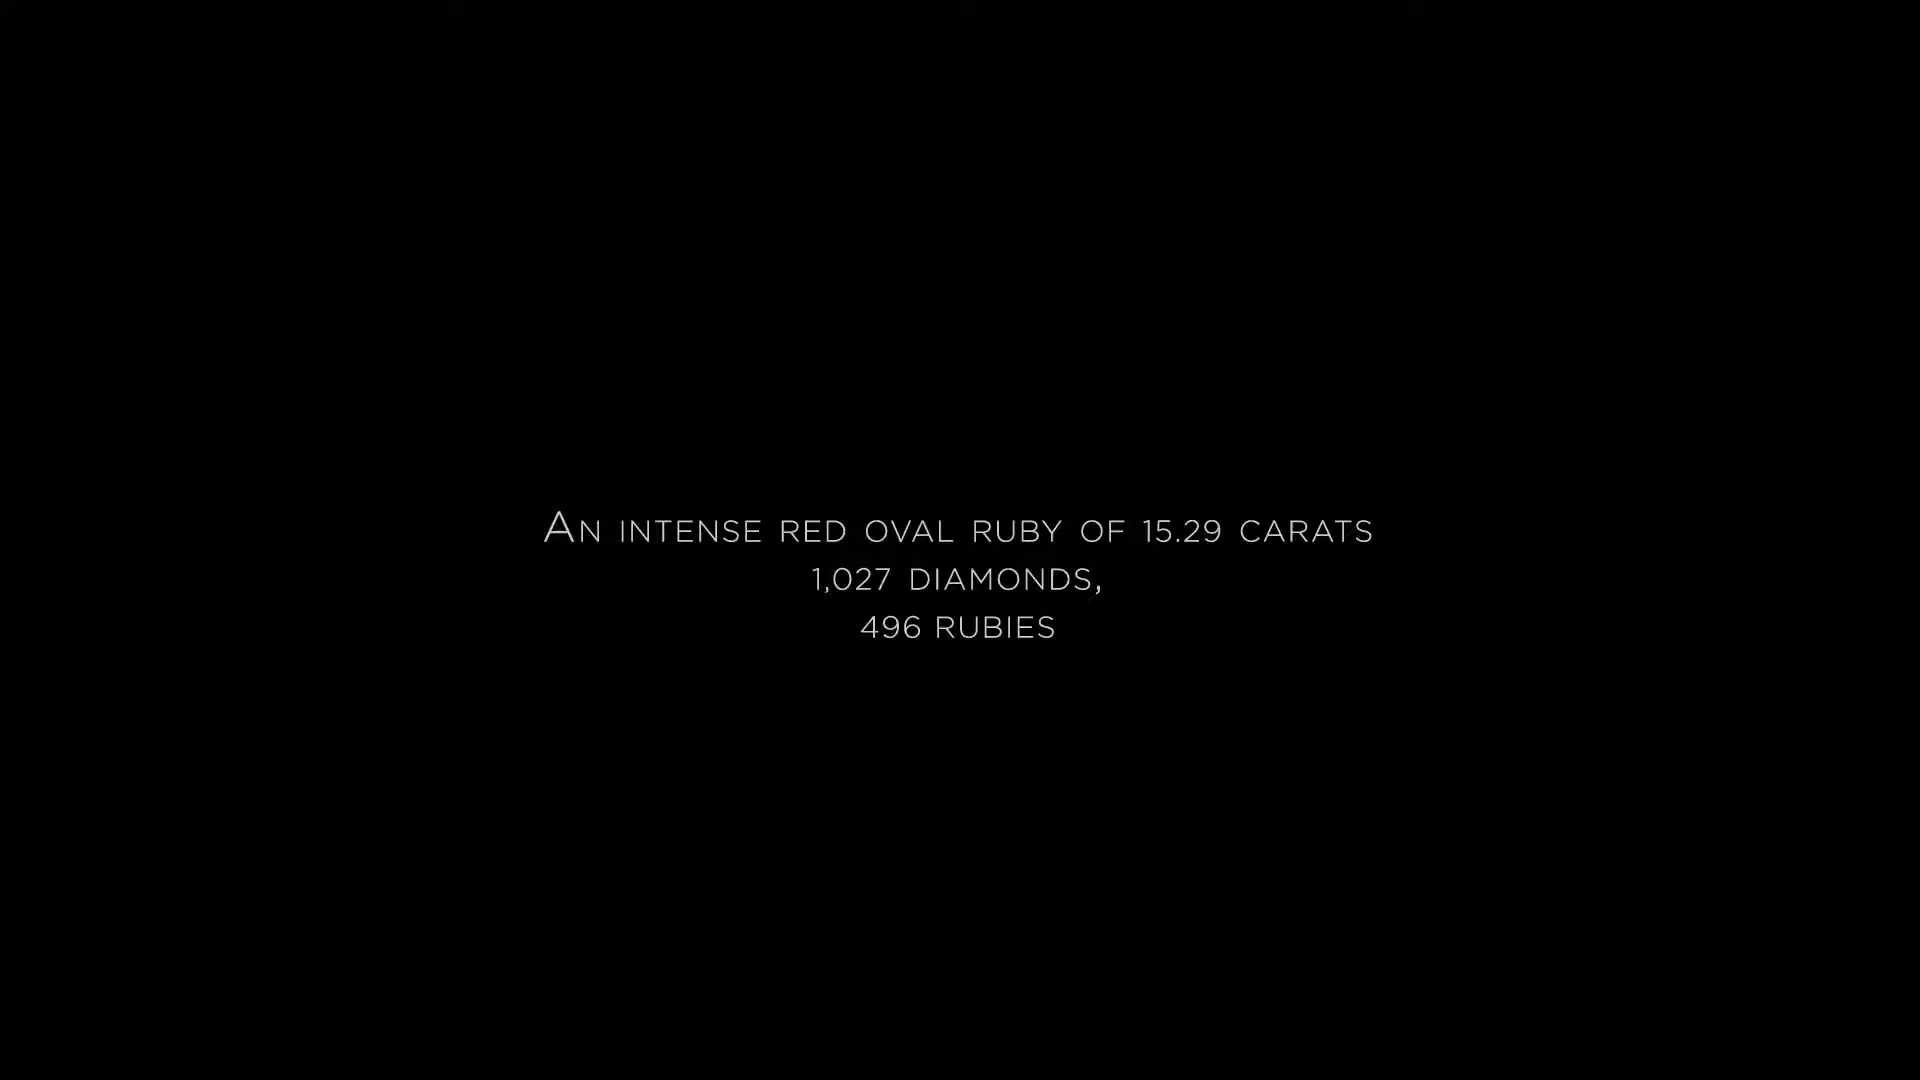 An intense red oval ruby of 15.29 carats
1,027 diamonds,
496 rubies